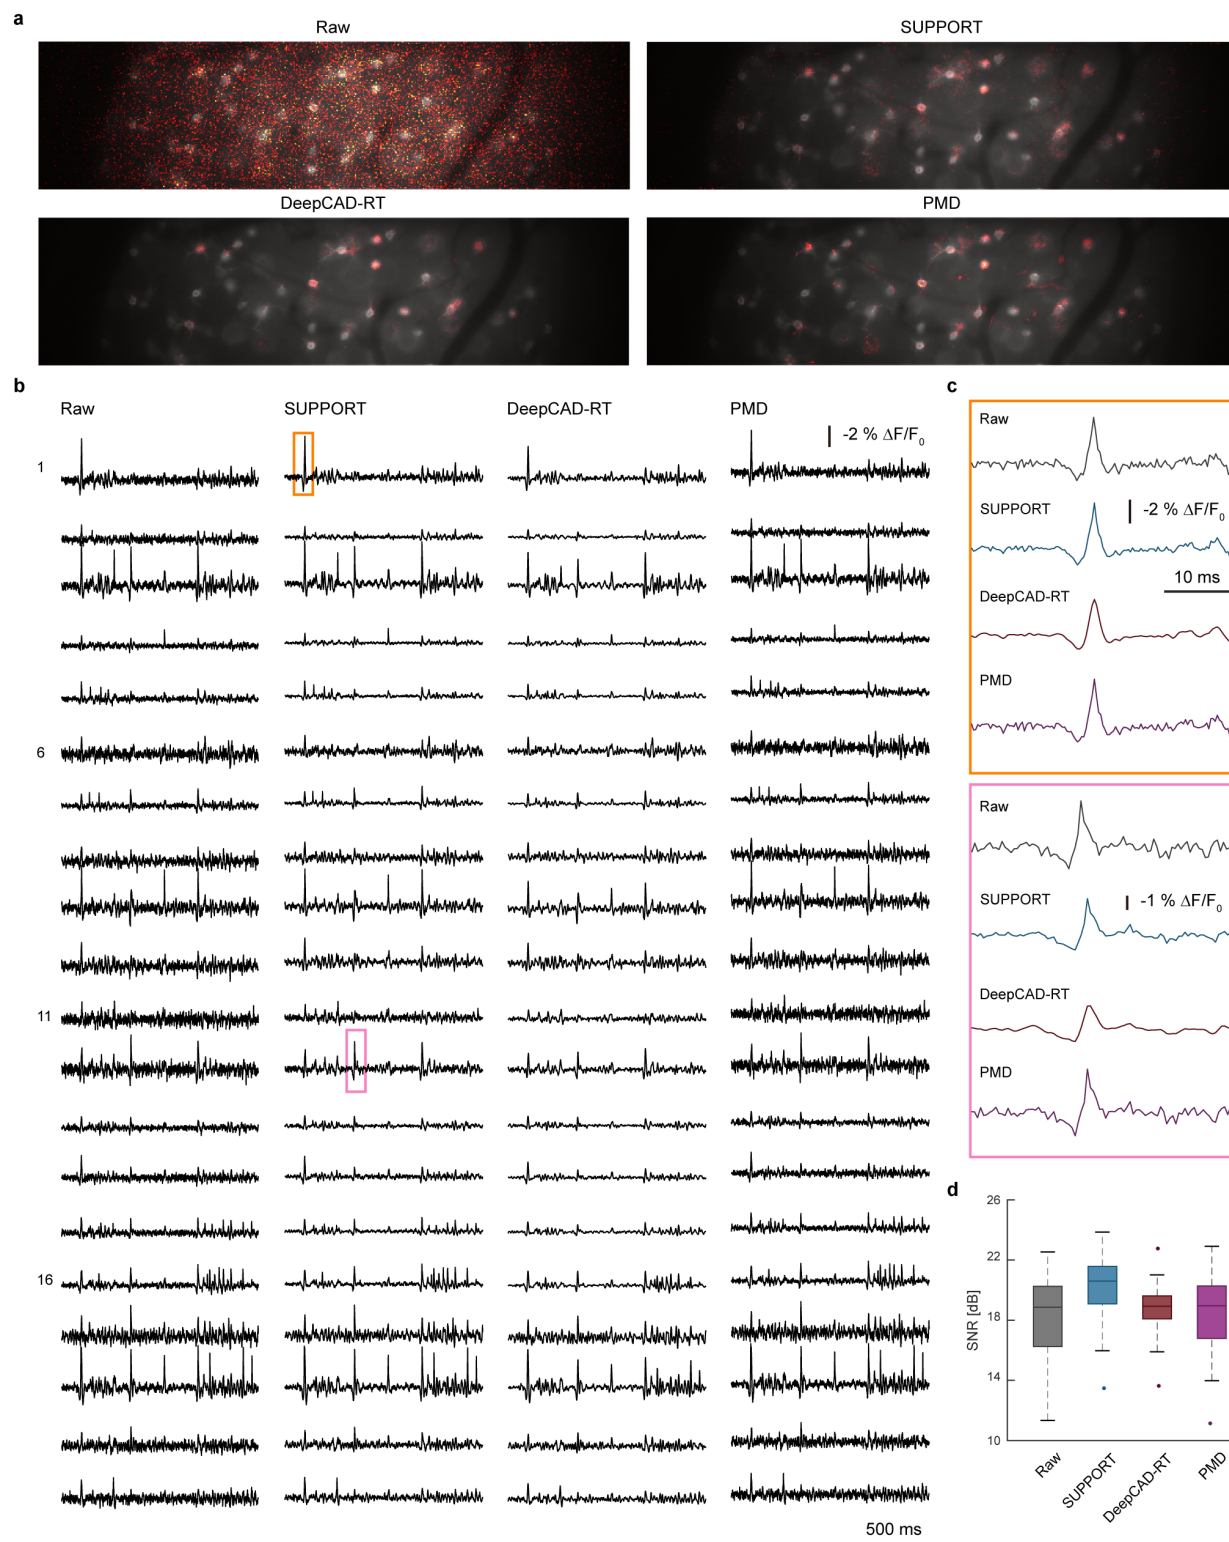 a
Raw
SUPPORT
DeepCAD-RT
PMD
b
Raw
SUPPORT
DeepCAD-RT
PMD
-2 % ΔF/F₀
1
6
11
16
500 ms
c
Raw
SUPPORT
-2 % ΔF/F₀
10 ms
DeepCAD-RT
PMD
Raw
SUPPORT
-1 % ΔF/F₀
DeepCAD-RT
PMD
d
26
22
18
14
10
SNR [dB]
Raw
SUPPORT
DeepCAD-RT
PMD